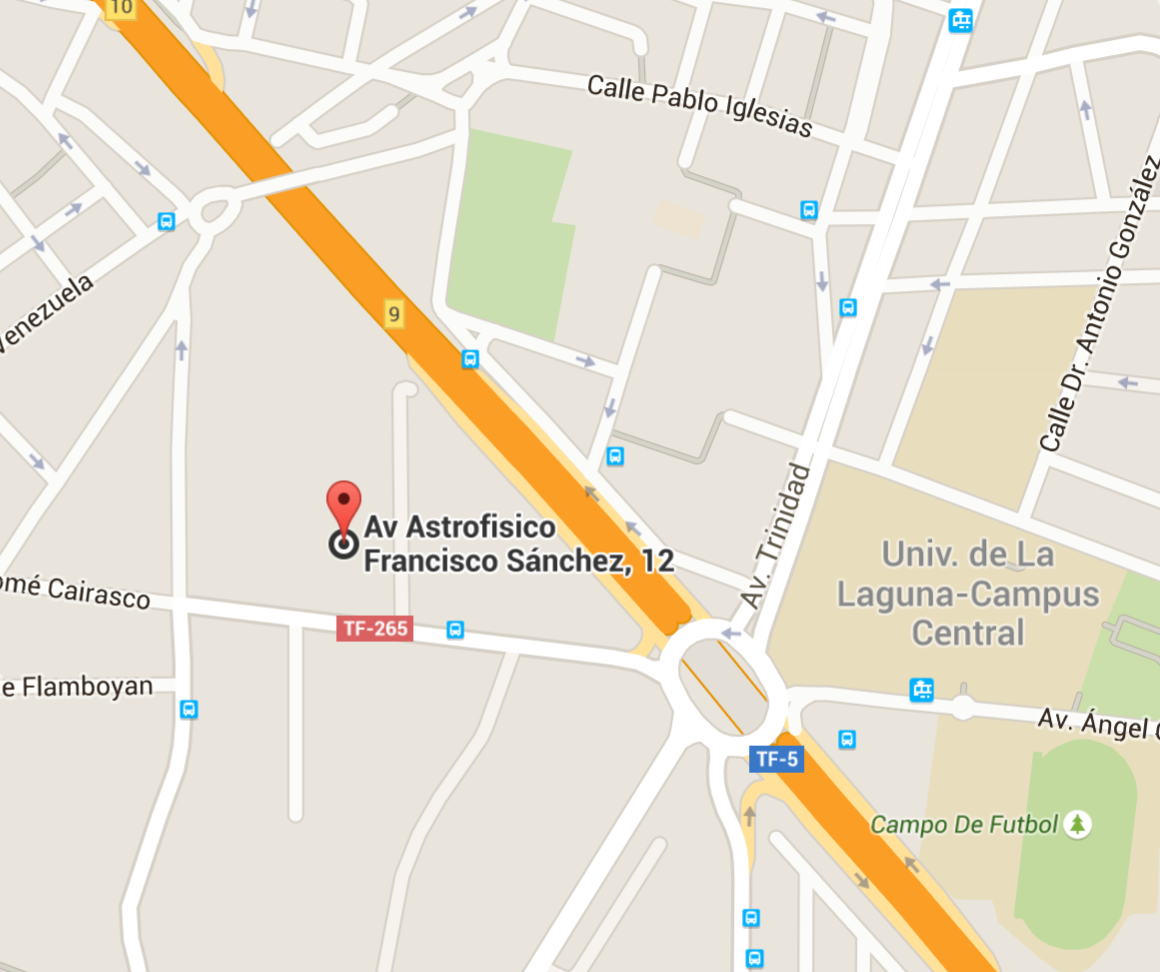 10
Calle Pablo Iglesias
Calle Dr. Antonio González
Venezuela
9
Av. Trinidad
Av Astrofisico
Francisco Sánchez, 12
Univ. de La
Laguna-Campus
Central
omé Cairasco
TF-265
e Flamboyan
Av. Ángel
TF-5
Campo De Futbol